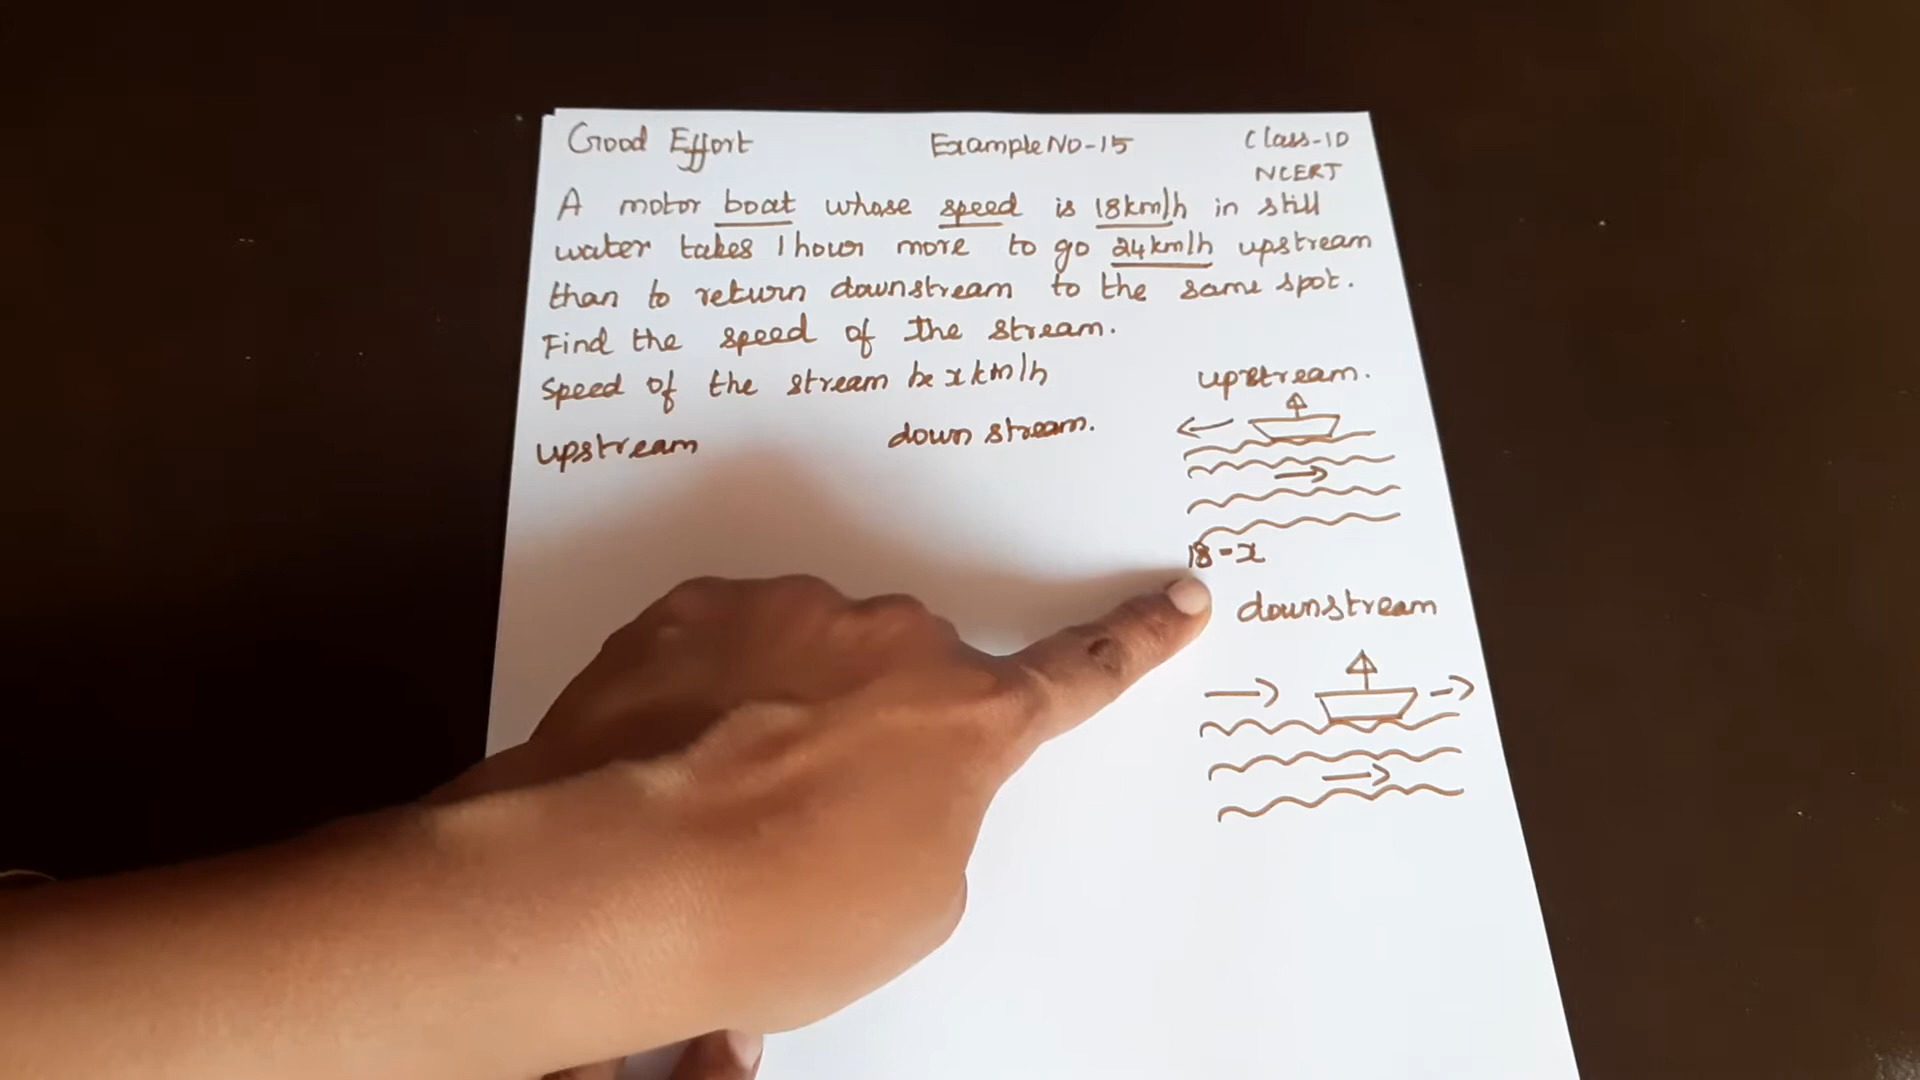 Good Effort Example No-15 Class-10
NCERT
A motor boat whose speed is 18km/h in still
water takes 1 hour more to go 24km/h upstream
than to return downstream to the same spot.
Find the speed of the stream.
Speed of the stream be x km/h
upstream.
upstream down stream.
18-x
downstream